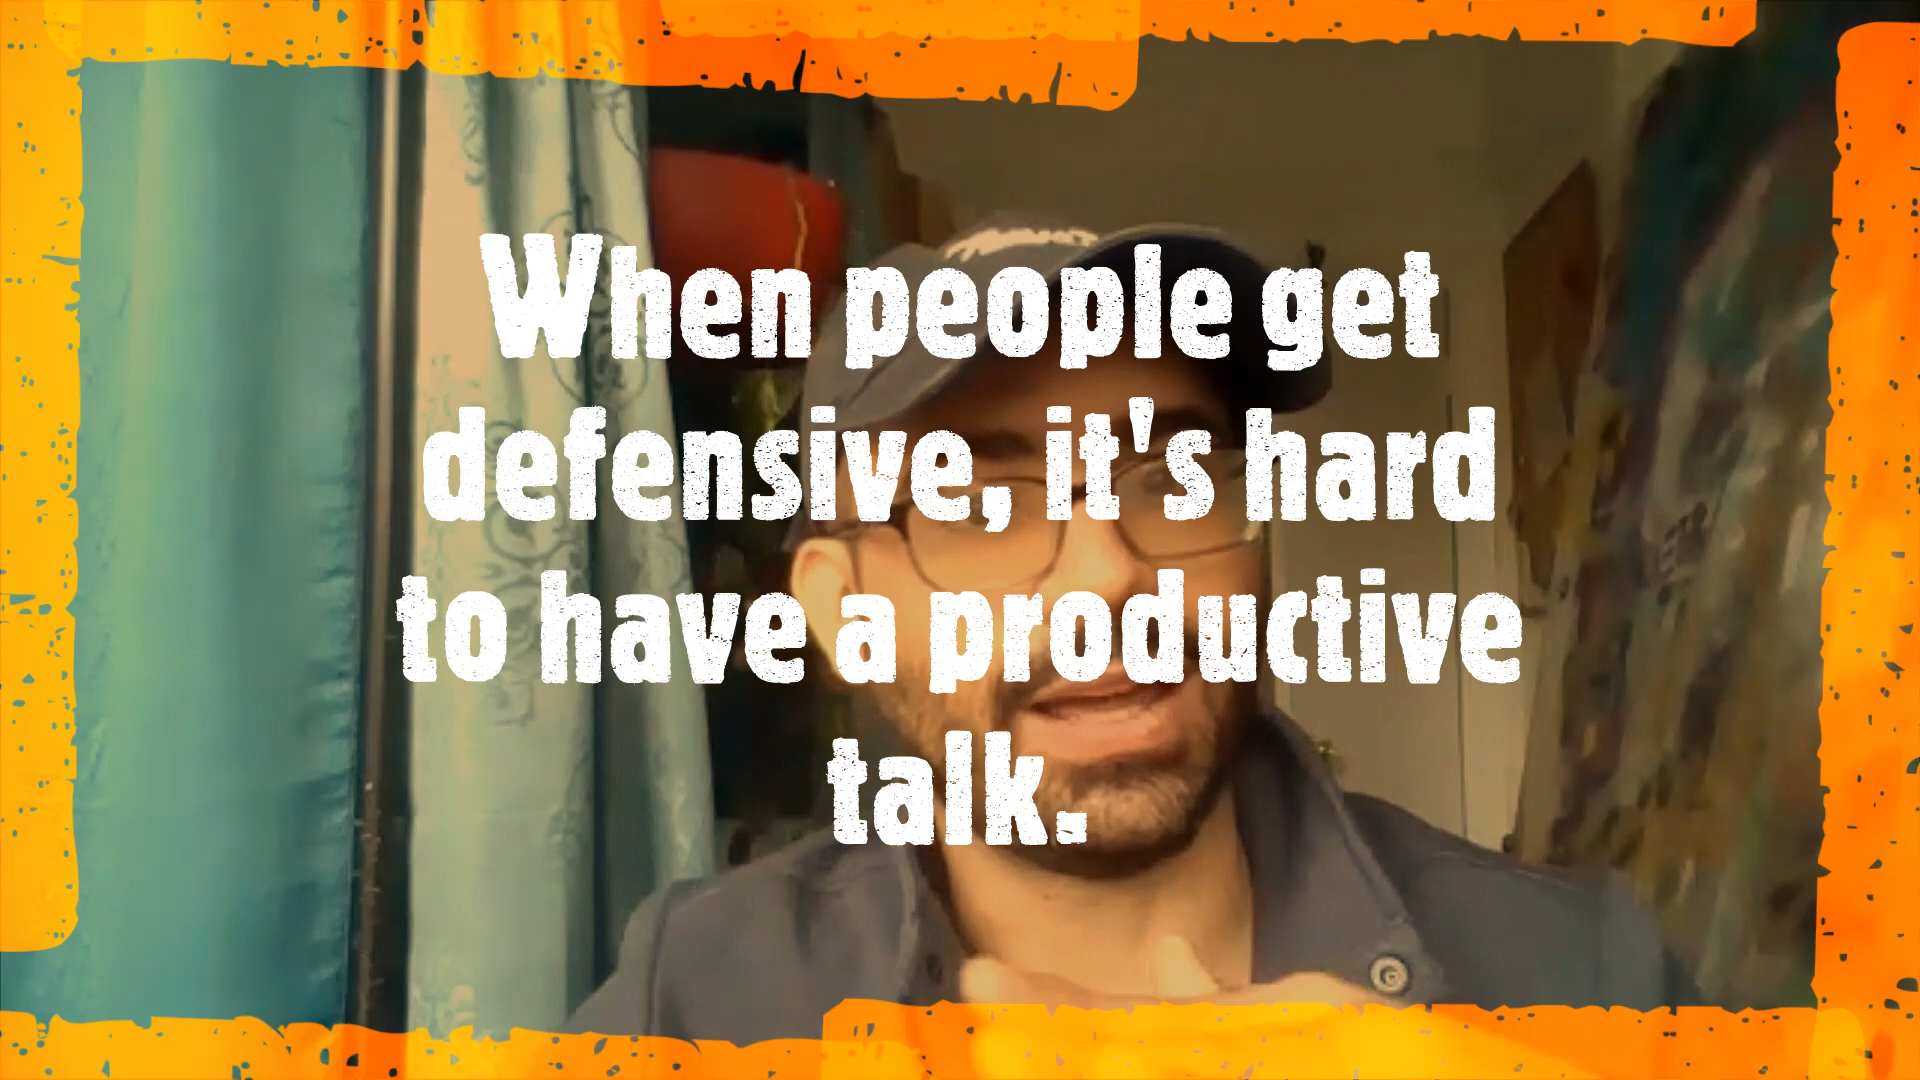 When people get
defensive, it's hard
to have a productive
talk.